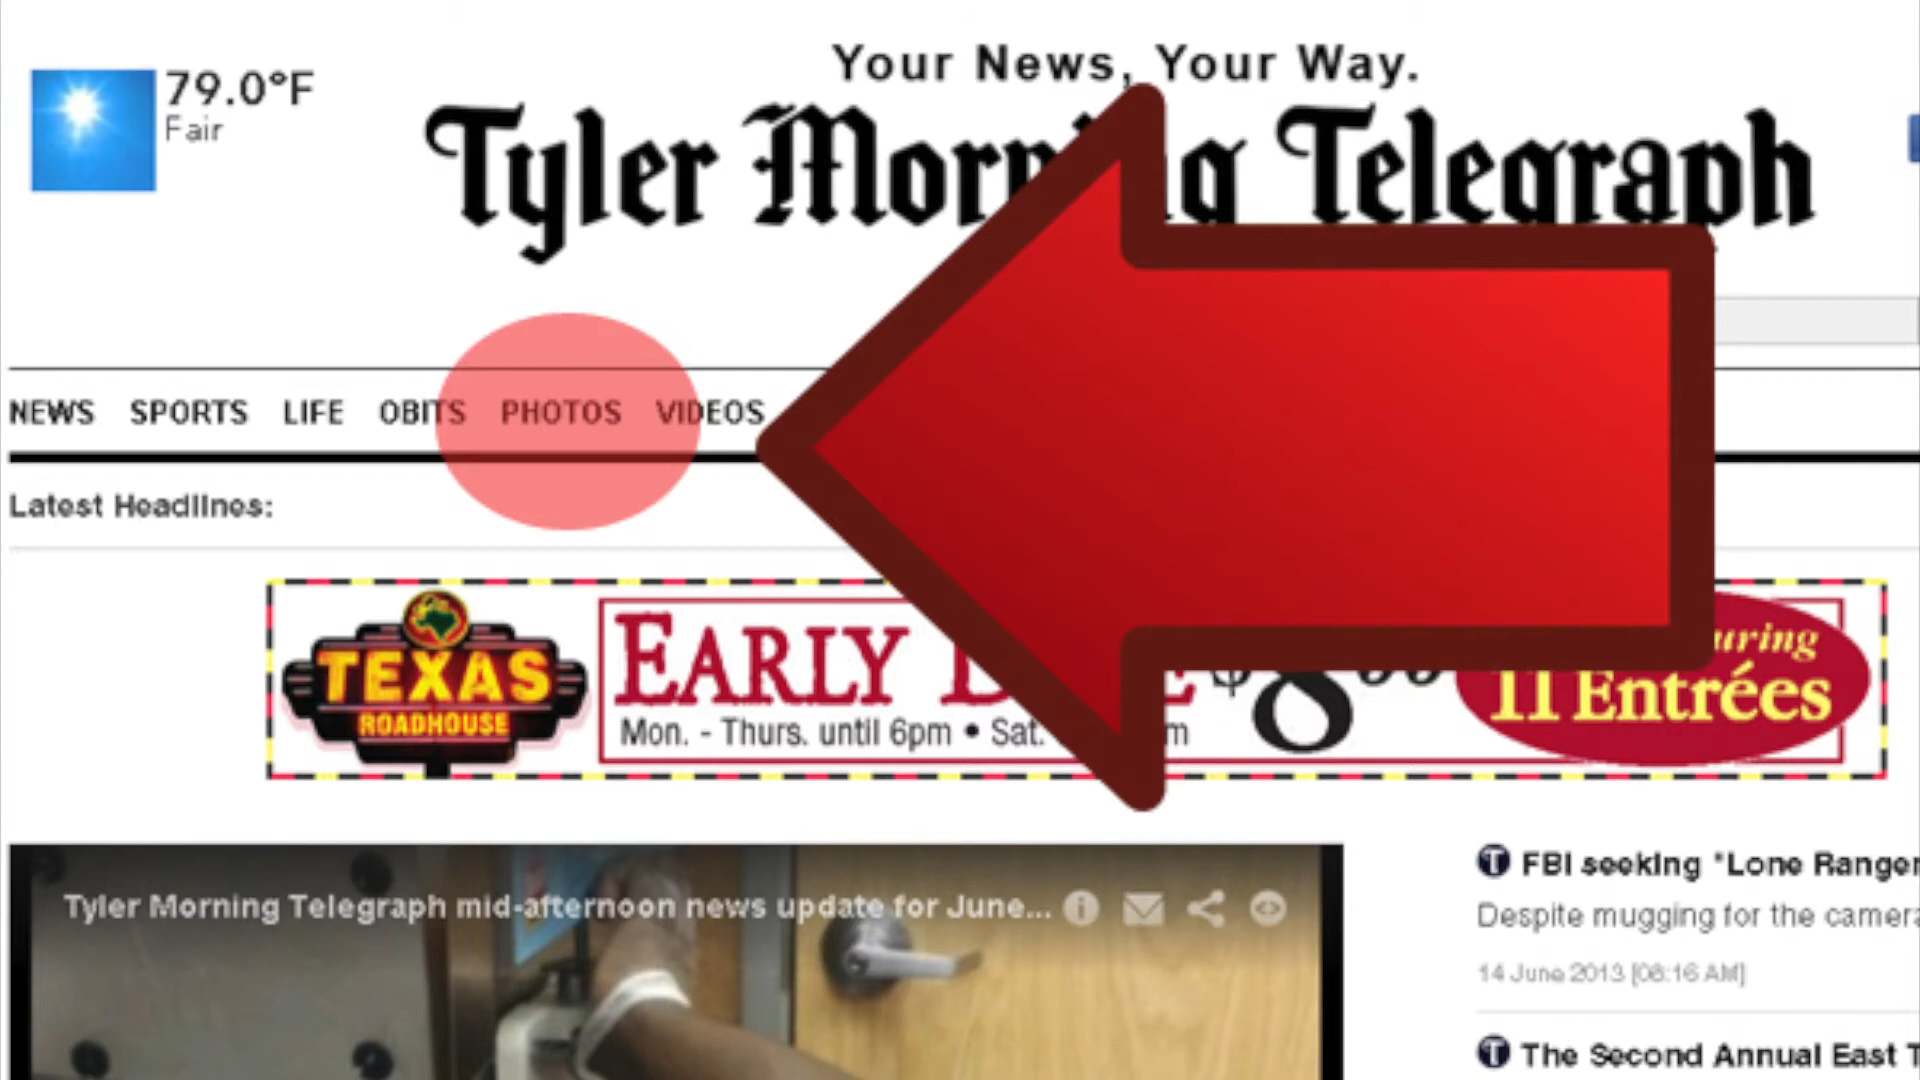 Your News, Your Way.
79.0°F
Fair
Tyler Telegraph
NEWS SPORTS LIFE OBITS PHOTOS VIDEOS
Latest Headlines:
TEXAS
ROADHOUSE
EARLY
Mon. - Thurs. until 6pm • Sat.
$8
11 Entrées
Tyler Morning Telegraph mid-afternoon news update for June...
FBI seeking "Lone Ranger
Despite mugging for the camera
14 June 2013 [08:16 AM]
The Second Annual East T